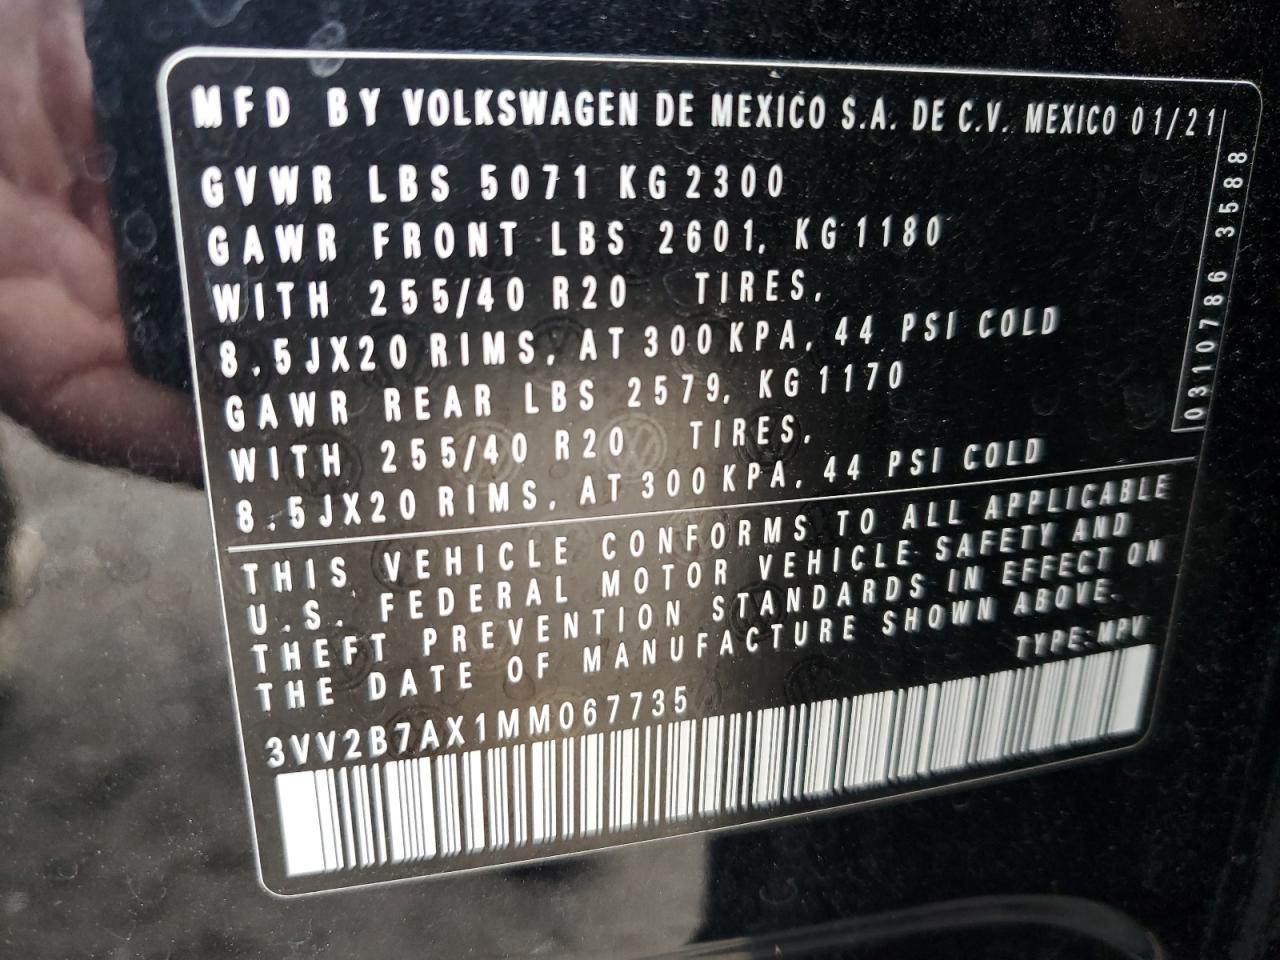 MFD BY VOLKSWAGEN DE MEXICO S.A. DE C.V. MEXICO 01/21
GVWR LBS 5071 KG 2300
GAWR FRONT LBS 2601, KG 1180
WITH 255/40 R20 TIRES,
8.5JX20 RIMS, AT 300 KPA, 44 PSI COLD
GAWR REAR LBS 2579, KG 1170
WITH 255/40 R20 TIRES,
8.5JX20 RIMS, AT 300 KPA, 44 PSI COLD
0310786 3588
THIS VEHICLE CONFORMS TO ALL APPLICABLE
U.S. FEDERAL MOTOR VEHICLE SAFETY AND
THEFT PREVENTION STANDARDS IN EFFECT ON
THE DATE OF MANUFACTURE SHOWN ABOVE.
TYPE: MPV
3VV2B7AX1MM067735